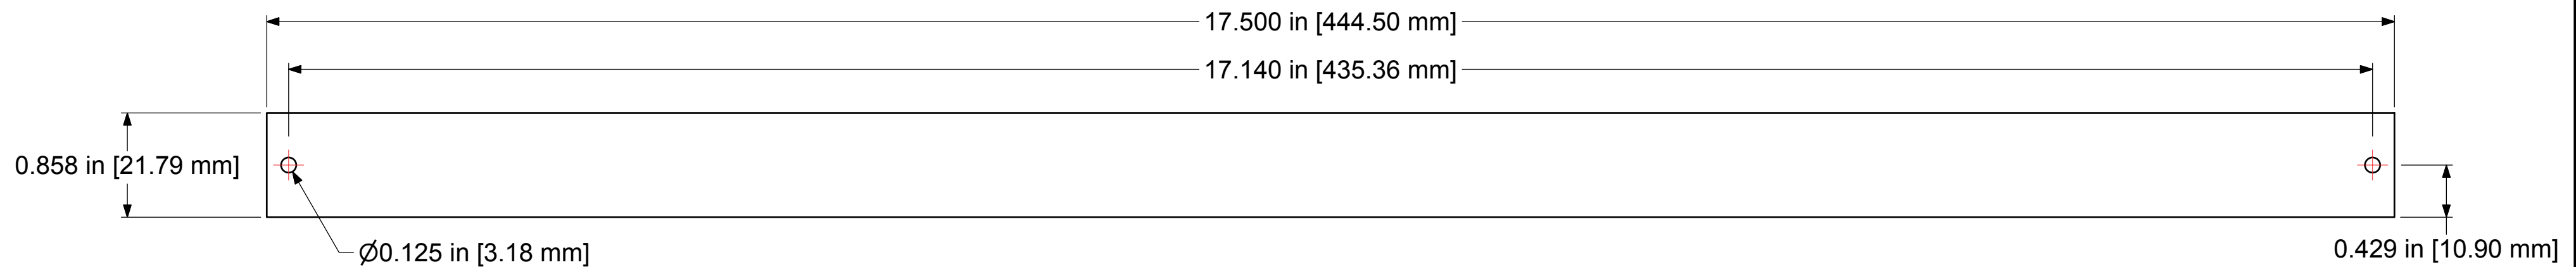 17.500 in [444.50 mm]
17.140 in [435.36 mm]
0.858 in [21.79 mm]
Ø0.125 in [3.18 mm]
0.429 in [10.90 mm]